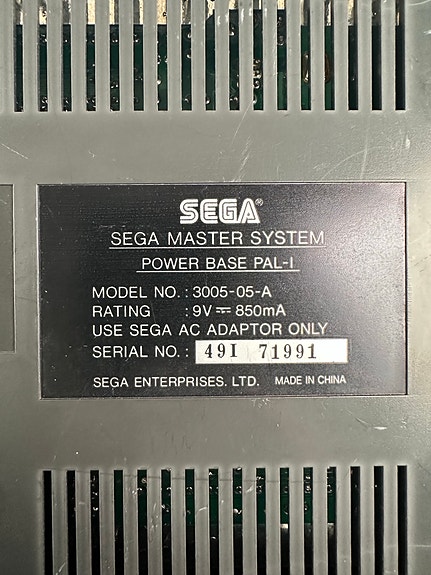 SEGA®
SEGA MASTER SYSTEM
POWER BASE PAL-I
MODEL NO. : 3005-05-A
RATING : 9V ⎓ 850mA
USE SEGA AC ADAPTOR ONLY
SERIAL NO. : 49I 71991
SEGA ENTERPRISES. LTD. MADE IN CHINA